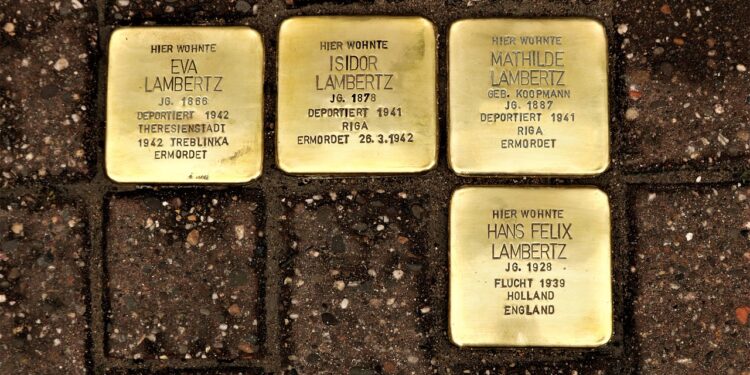 HIER WOHNTE
EVA
LAMBERTZ
JG. 1866
DEPORTIERT 1942
THERESIENSTADT
1942 TREBLINKA
ERMORDET
HIER WOHNTE
ISIDOR
LAMBERTZ
JG. 1878
DEPORTIERT 1941
RIGA
ERMORDET 26.3.1942
HIER WOHNTE
MATHILDE
LAMBERTZ
GEB. KOOPMANN
JG. 1887
DEPORTIERT 1941
RIGA
ERMORDET
HIER WOHNTE
HANS FELIX
LAMBERTZ
JG. 1928
FLUCHT 1939
HOLLAND
ENGLAND